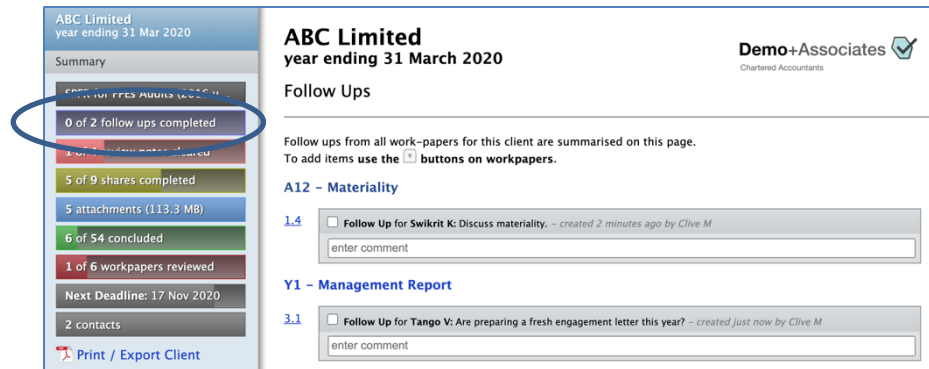 ABC Limited
year ending 31 Mar 2020
Summary
0 of 2 follow ups completed
5 of 9 shares completed
5 attachments (113.3 MB)
6 of 54 concluded
1 of 6 workpapers reviewed
Next Deadline: 17 Nov 2020
2 contacts
Print / Export Client
ABC Limited
year ending 31 March 2020
Demo+Associates
Chartered Accountants
Follow Ups
Follow ups from all work-papers for this client are summarised on this page.
To add items use the buttons on workpapers.
A12 – Materiality
1.4
Follow Up for Swikrit K: Discuss materiality. – created 2 minutes ago by Clive M
enter comment
Y1 – Management Report
3.1
Follow Up for Tango V: Are preparing a fresh engagement letter this year? – created just now by Clive M
enter comment